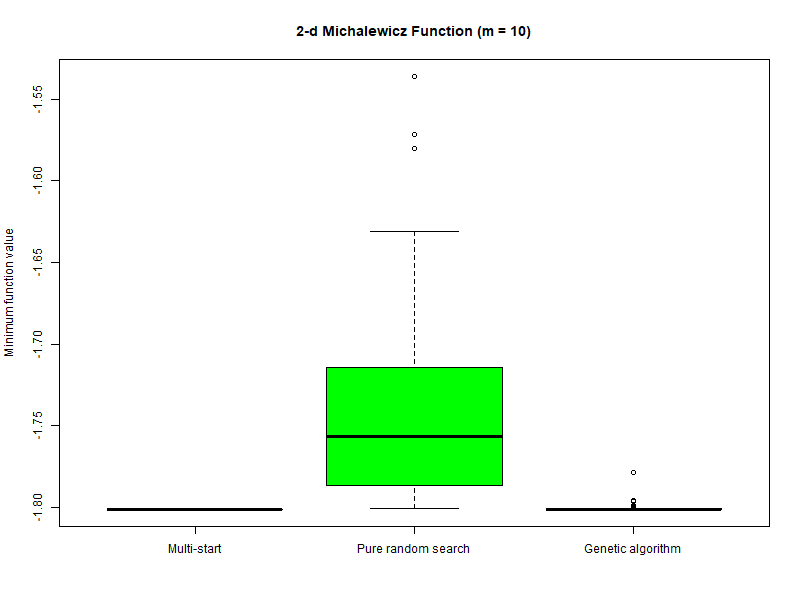 2-d Michalewicz Function (m = 10)
Minimum function value
-1.55
-1.60
-1.65
-1.70
-1.75
-1.80
Multi-start
Pure random search
Genetic algorithm